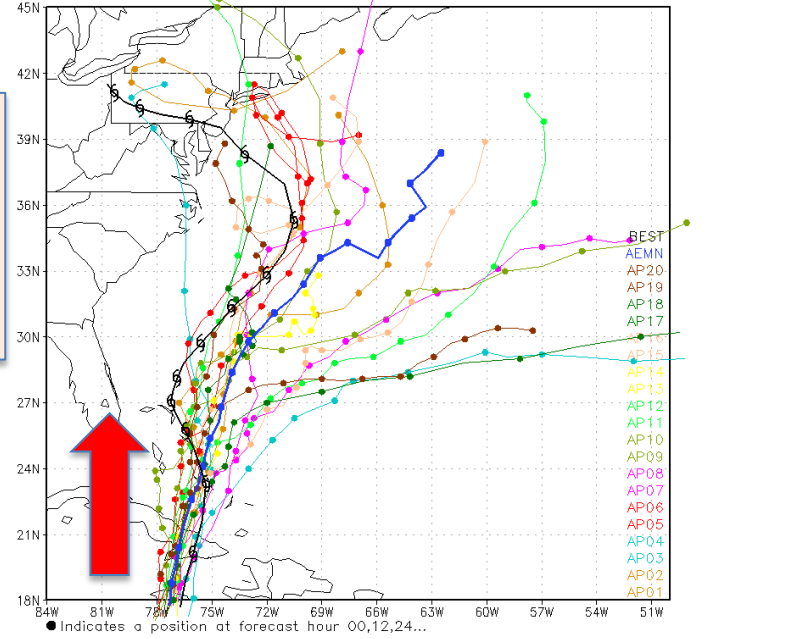 45N
42N
39N
36N
33N
30N
27N
24N
21N
18N
BEST
AEMN
AP20
AP19
AP18
AP17
AP15
AP14
AP13
AP12
AP11
AP10
AP09
AP08
AP07
AP06
AP05
AP04
AP03
AP02
AP01
84W 81W 75W 72W 69W 66W 63W 60W 57W 54W 51W
Indicates a position at forecast hour 00,12,24...